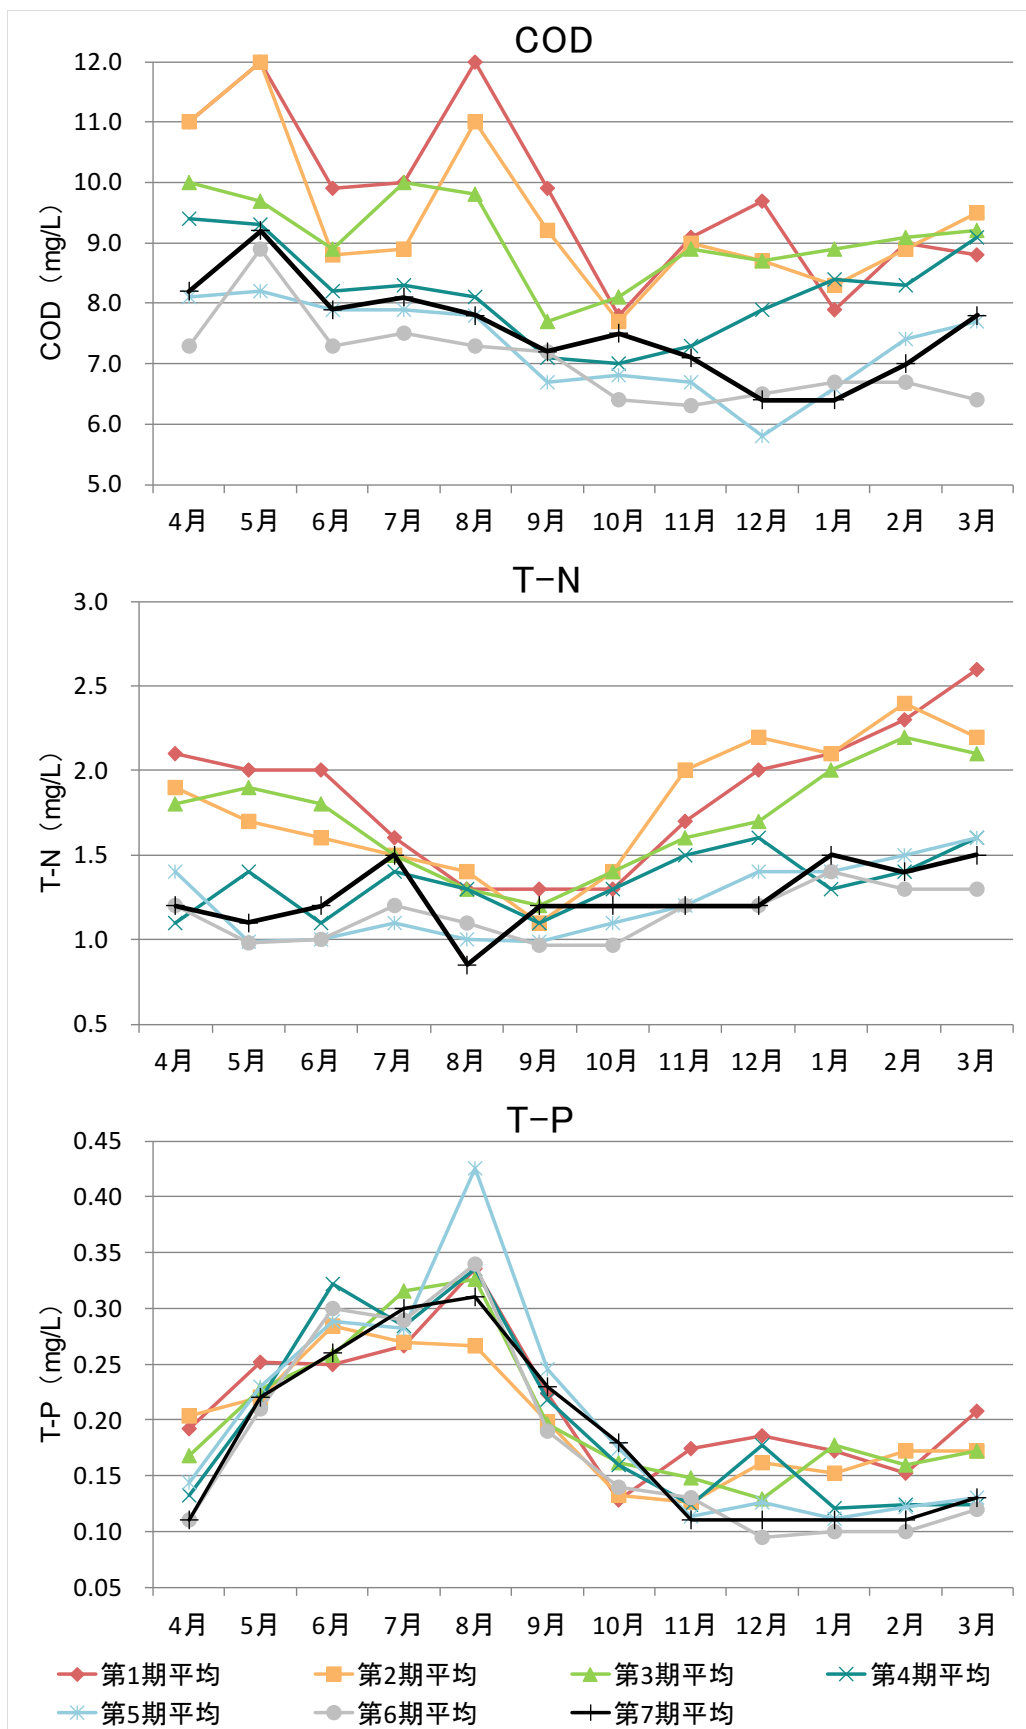 COD
COD（mg/L）
12.0
11.0
10.0
9.0
8.0
7.0
6.0
5.0
4月 5月 6月 7月 8月 9月 10月 11月 12月 1月 2月 3月
T−N
T-N（mg/L）
3.0
2.5
2.0
1.5
1.0
0.5
4月 5月 6月 7月 8月 9月 10月 11月 12月 1月 2月 3月
T−P
T-P（mg/L）
0.45
0.40
0.35
0.30
0.25
0.20
0.15
0.10
0.05
4月 5月 6月 7月 8月 9月 10月 11月 12月 1月 2月 3月
第1期平均 第2期平均 第3期平均 第4期平均
第5期平均 第6期平均 第7期平均